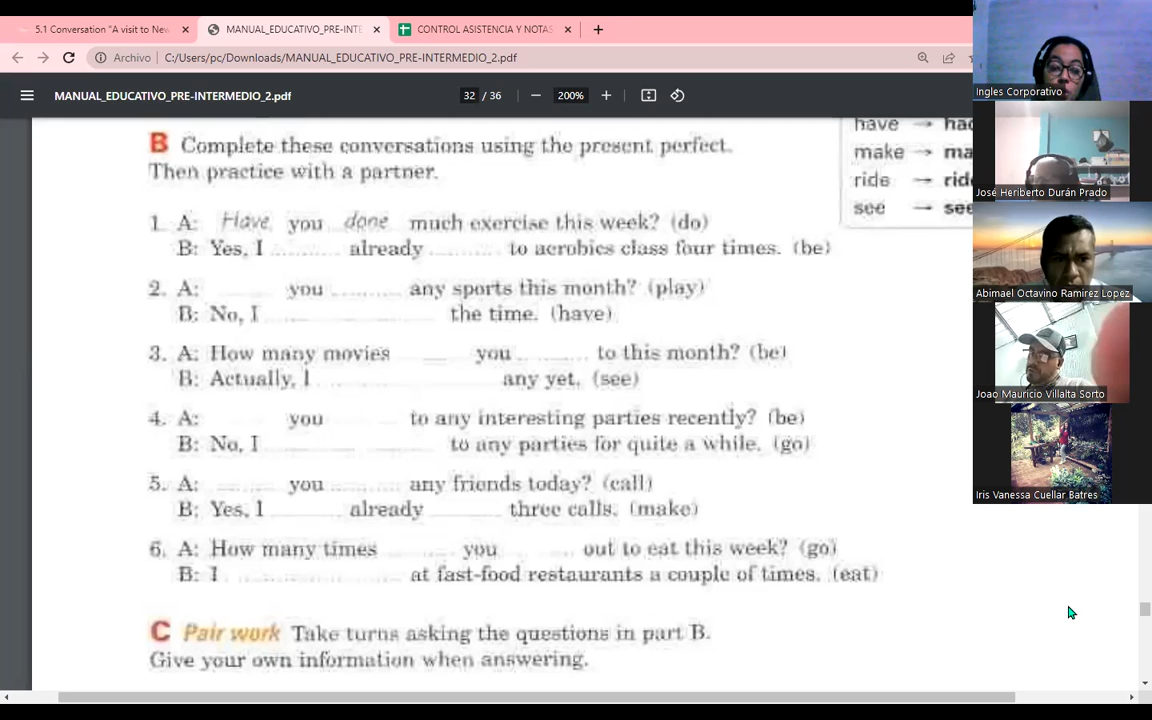 5.1 Conversation "A visit to New
MANUAL_EDUCATIVO_PRE-INTE
CONTROL ASISTENCIA Y NOTAS
Archivo
C:/Users/pc/Downloads/MANUAL_EDUCATIVO_PRE-INTERMEDIO_2.pdf
MANUAL_EDUCATIVO_PRE-INTERMEDIO_2.pdf
32 / 36
200%
B Complete these conversations using the present perfect.
Then practice with a partner.
have →
make →
ride →
see →
1. A: Have you done much exercise this week? (do)
B: Yes, I .......... already .......... to aerobics class four times. (be)
2. A: you .......... any sports this month? (play)
B: No, I the time. (have)
3. A: How many movies you to this month? (be)
B: Actually, I any yet. (see)
4. A: you to any interesting parties recently? (be)
B: No, I to any parties for quite a while. (go)
5. A: you any friends today? (call)
B: Yes, I already three calls. (make)
6. A: How many times you out to eat this week? (go)
B: I at fast-food restaurants a couple of times. (eat)
C Pair work Take turns asking the questions in part B.
Give your own information when answering.
Ingles Corporativo
José Heriberto Durán Prado
Abimael Octavino Ramirez Lopez
Joao Mauricio Villalta Sorto
Iris Vanessa Cuellar Batres